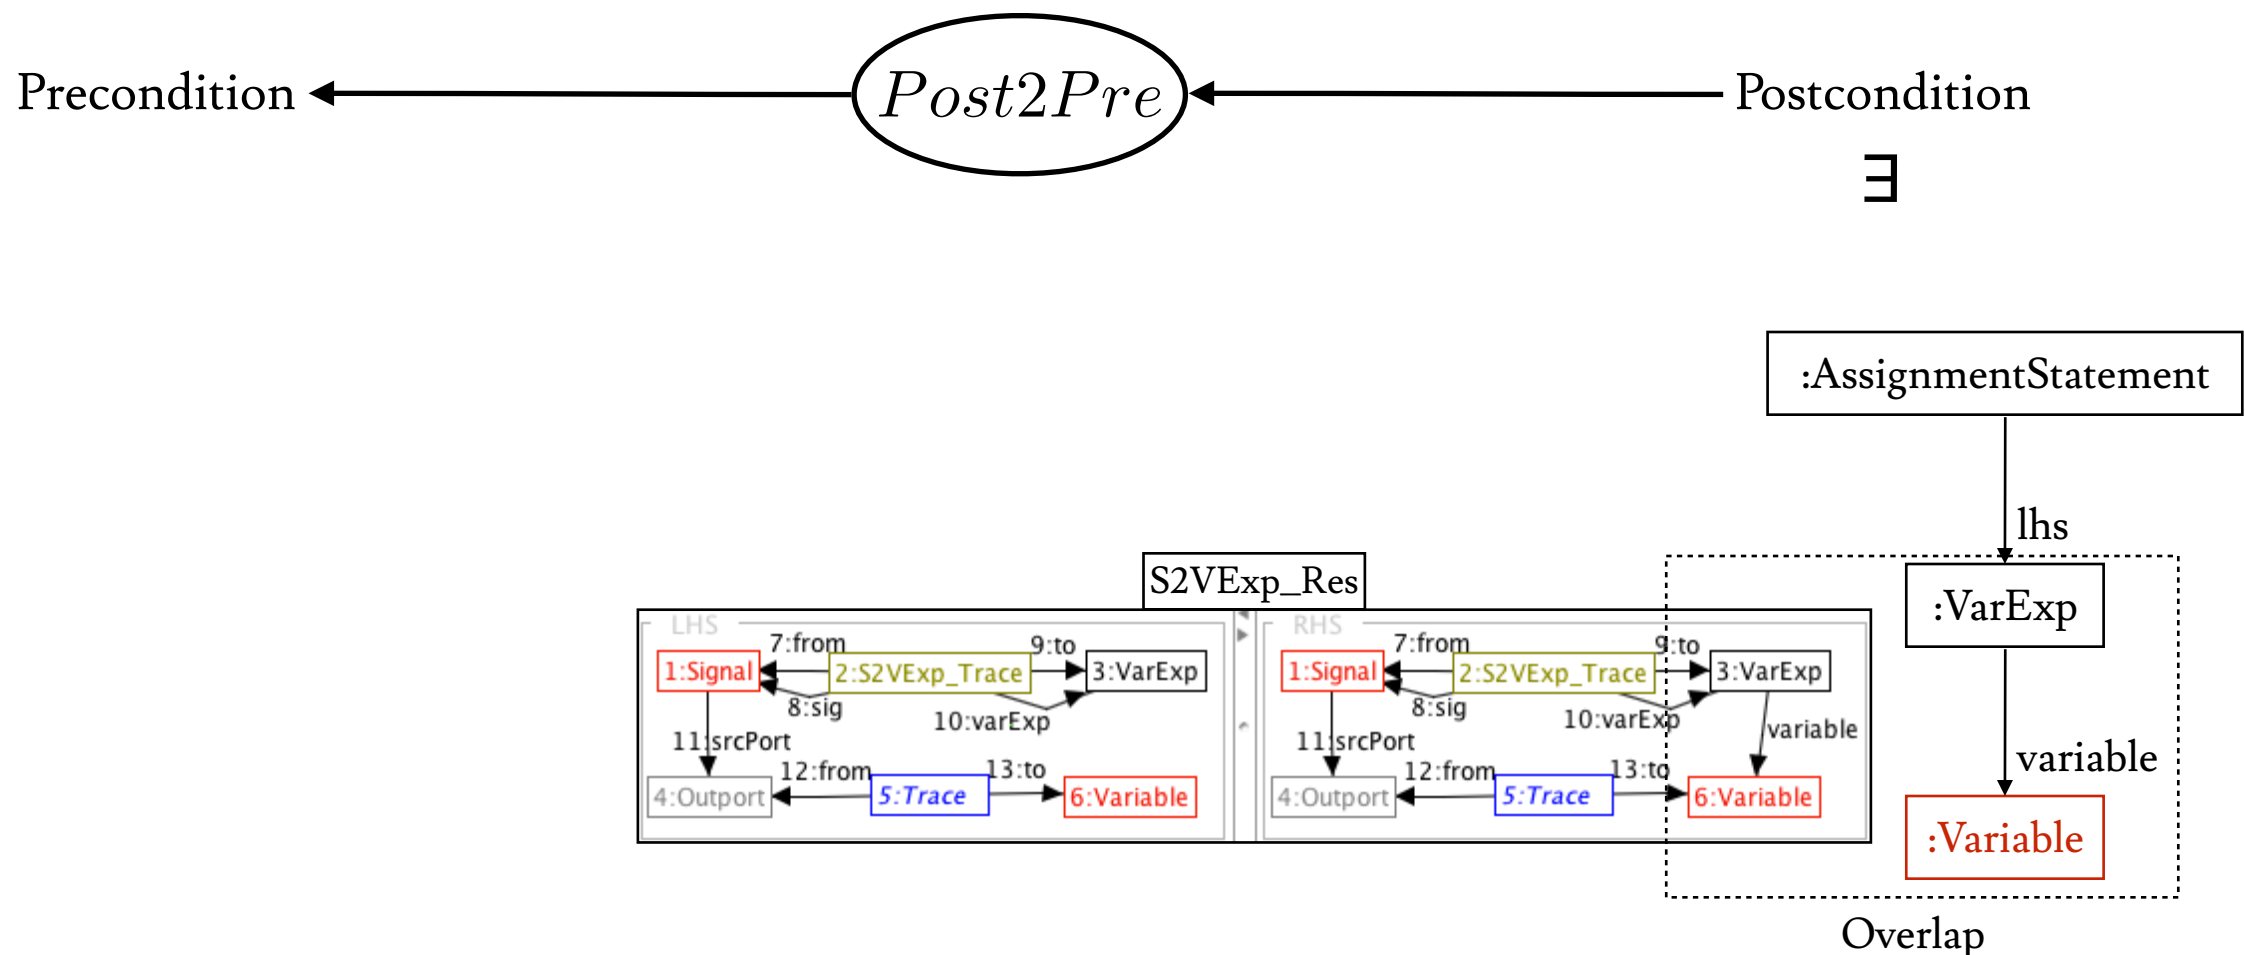 Precondition
Post2Pre
Postcondition
∃
:AssignmentStatement
lhs
S2VExp_Res
:VarExp
variable
:Variable
Overlap
LHS
7:from
9:to
1:Signal
2:S2VExp_Trace
3:VarExp
8:sig
10:varExp
11:srcPort
12:from
13:to
4:Outport
5:Trace
6:Variable
RHS
7:from
9:to
1:Signal
2:S2VExp_Trace
3:VarExp
8:sig
10:varExp
variable
11:srcPort
12:from
13:to
4:Outport
5:Trace
6:Variable